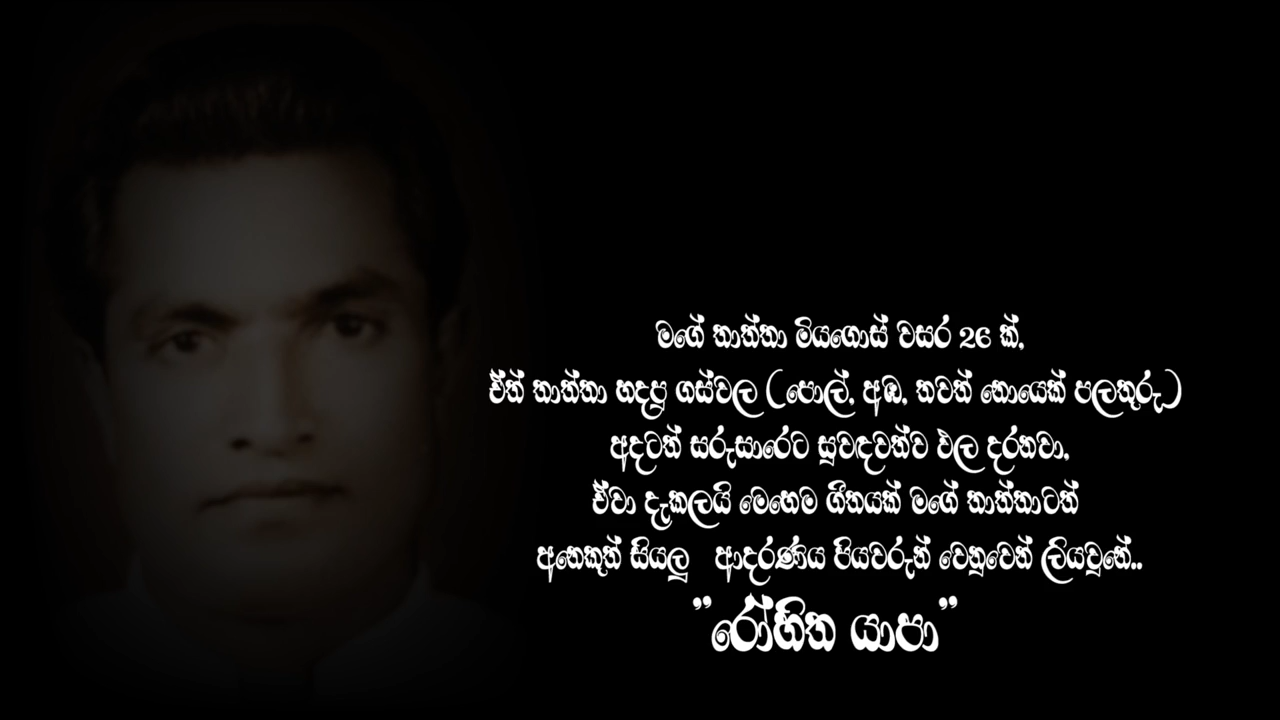 මගේ තාත්තා මියගොස් වසර 26 ක්,
ඒත් තාත්තා හදපු ගස්වල (පොල්, අඹ, තවත් නොයෙක් පලතුරු)
අදටත් සරුසාරෙට සුවඳවත්ව ඵල දරනවා,
ඒවා දැකලයි මෙහෙම ගීතයක් මගේ තාත්තාටත්
අනෙකුත් සියලු ආදරණීය පියවරුන් වෙනුවෙන් ලියවුනේ..
"රෝහිත යාපා"